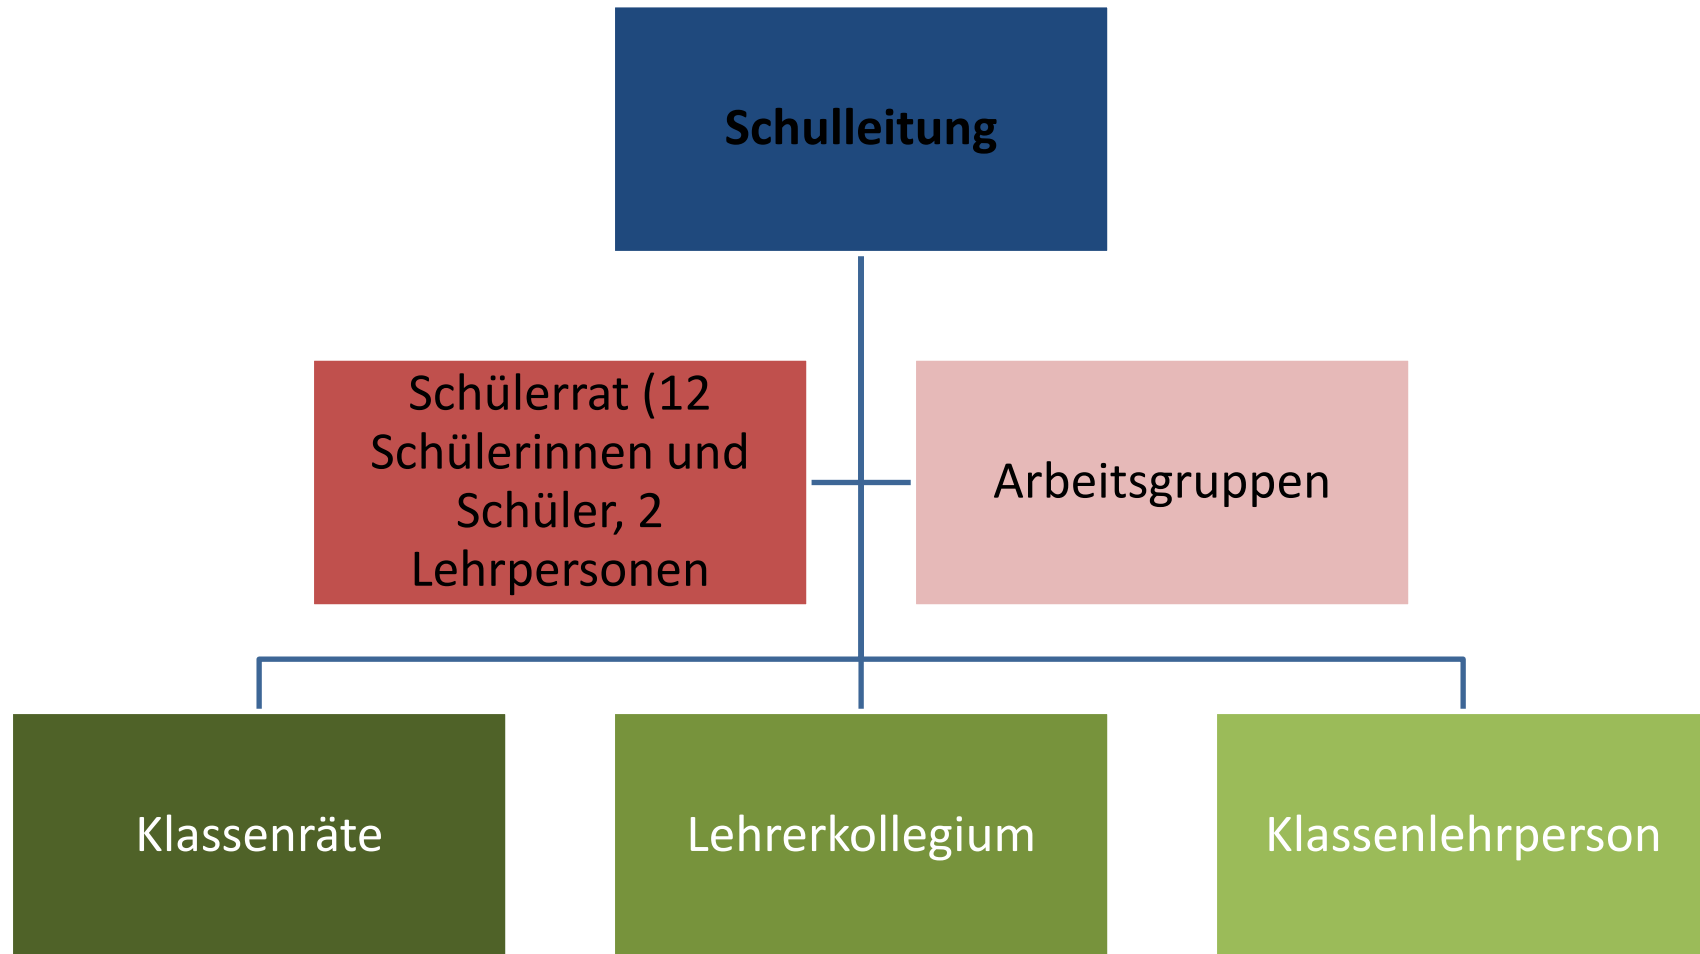 Schulleitung
Schülerrat (12
Schülerinnen und
Schüler, 2
Lehrpersonen
Arbeitsgruppen
Klassenräte
Lehrerkollegium
Klassenlehrperson